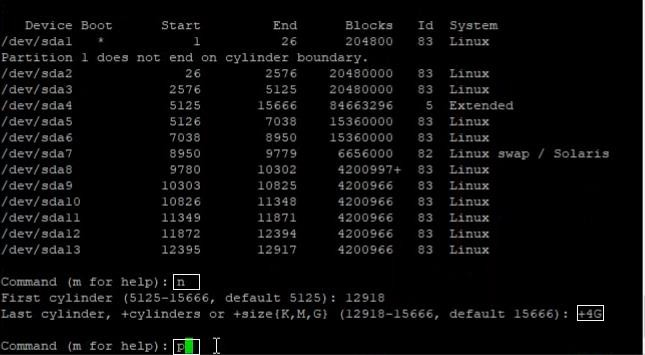 Device Boot Start End Blocks Id System
/dev/sda1 * 1 26 204800 83 Linux
Partition 1 does not end on cylinder boundary.
/dev/sda2 26 2576 20480000 83 Linux
/dev/sda3 2576 5125 20480000 83 Linux
/dev/sda4 5125 15666 84663296 5 Extended
/dev/sda5 5126 7038 15360000 83 Linux
/dev/sda6 7038 8950 15360000 83 Linux
/dev/sda7 8950 9779 6656000 82 Linux swap / Solaris
/dev/sda8 9780 10302 4200997+ 83 Linux
/dev/sda9 10303 10825 4200966 83 Linux
/dev/sda10 10826 11348 4200966 83 Linux
/dev/sda11 11349 11871 4200966 83 Linux
/dev/sda12 11872 12394 4200966 83 Linux
/dev/sda13 12395 12917 4200966 83 Linux
Command (m for help): n
First cylinder (5125-15666, default 5125): 12918
Last cylinder, +cylinders or +size{K,M,G} (12918-15666, default 15666): +4G
Command (m for help): p